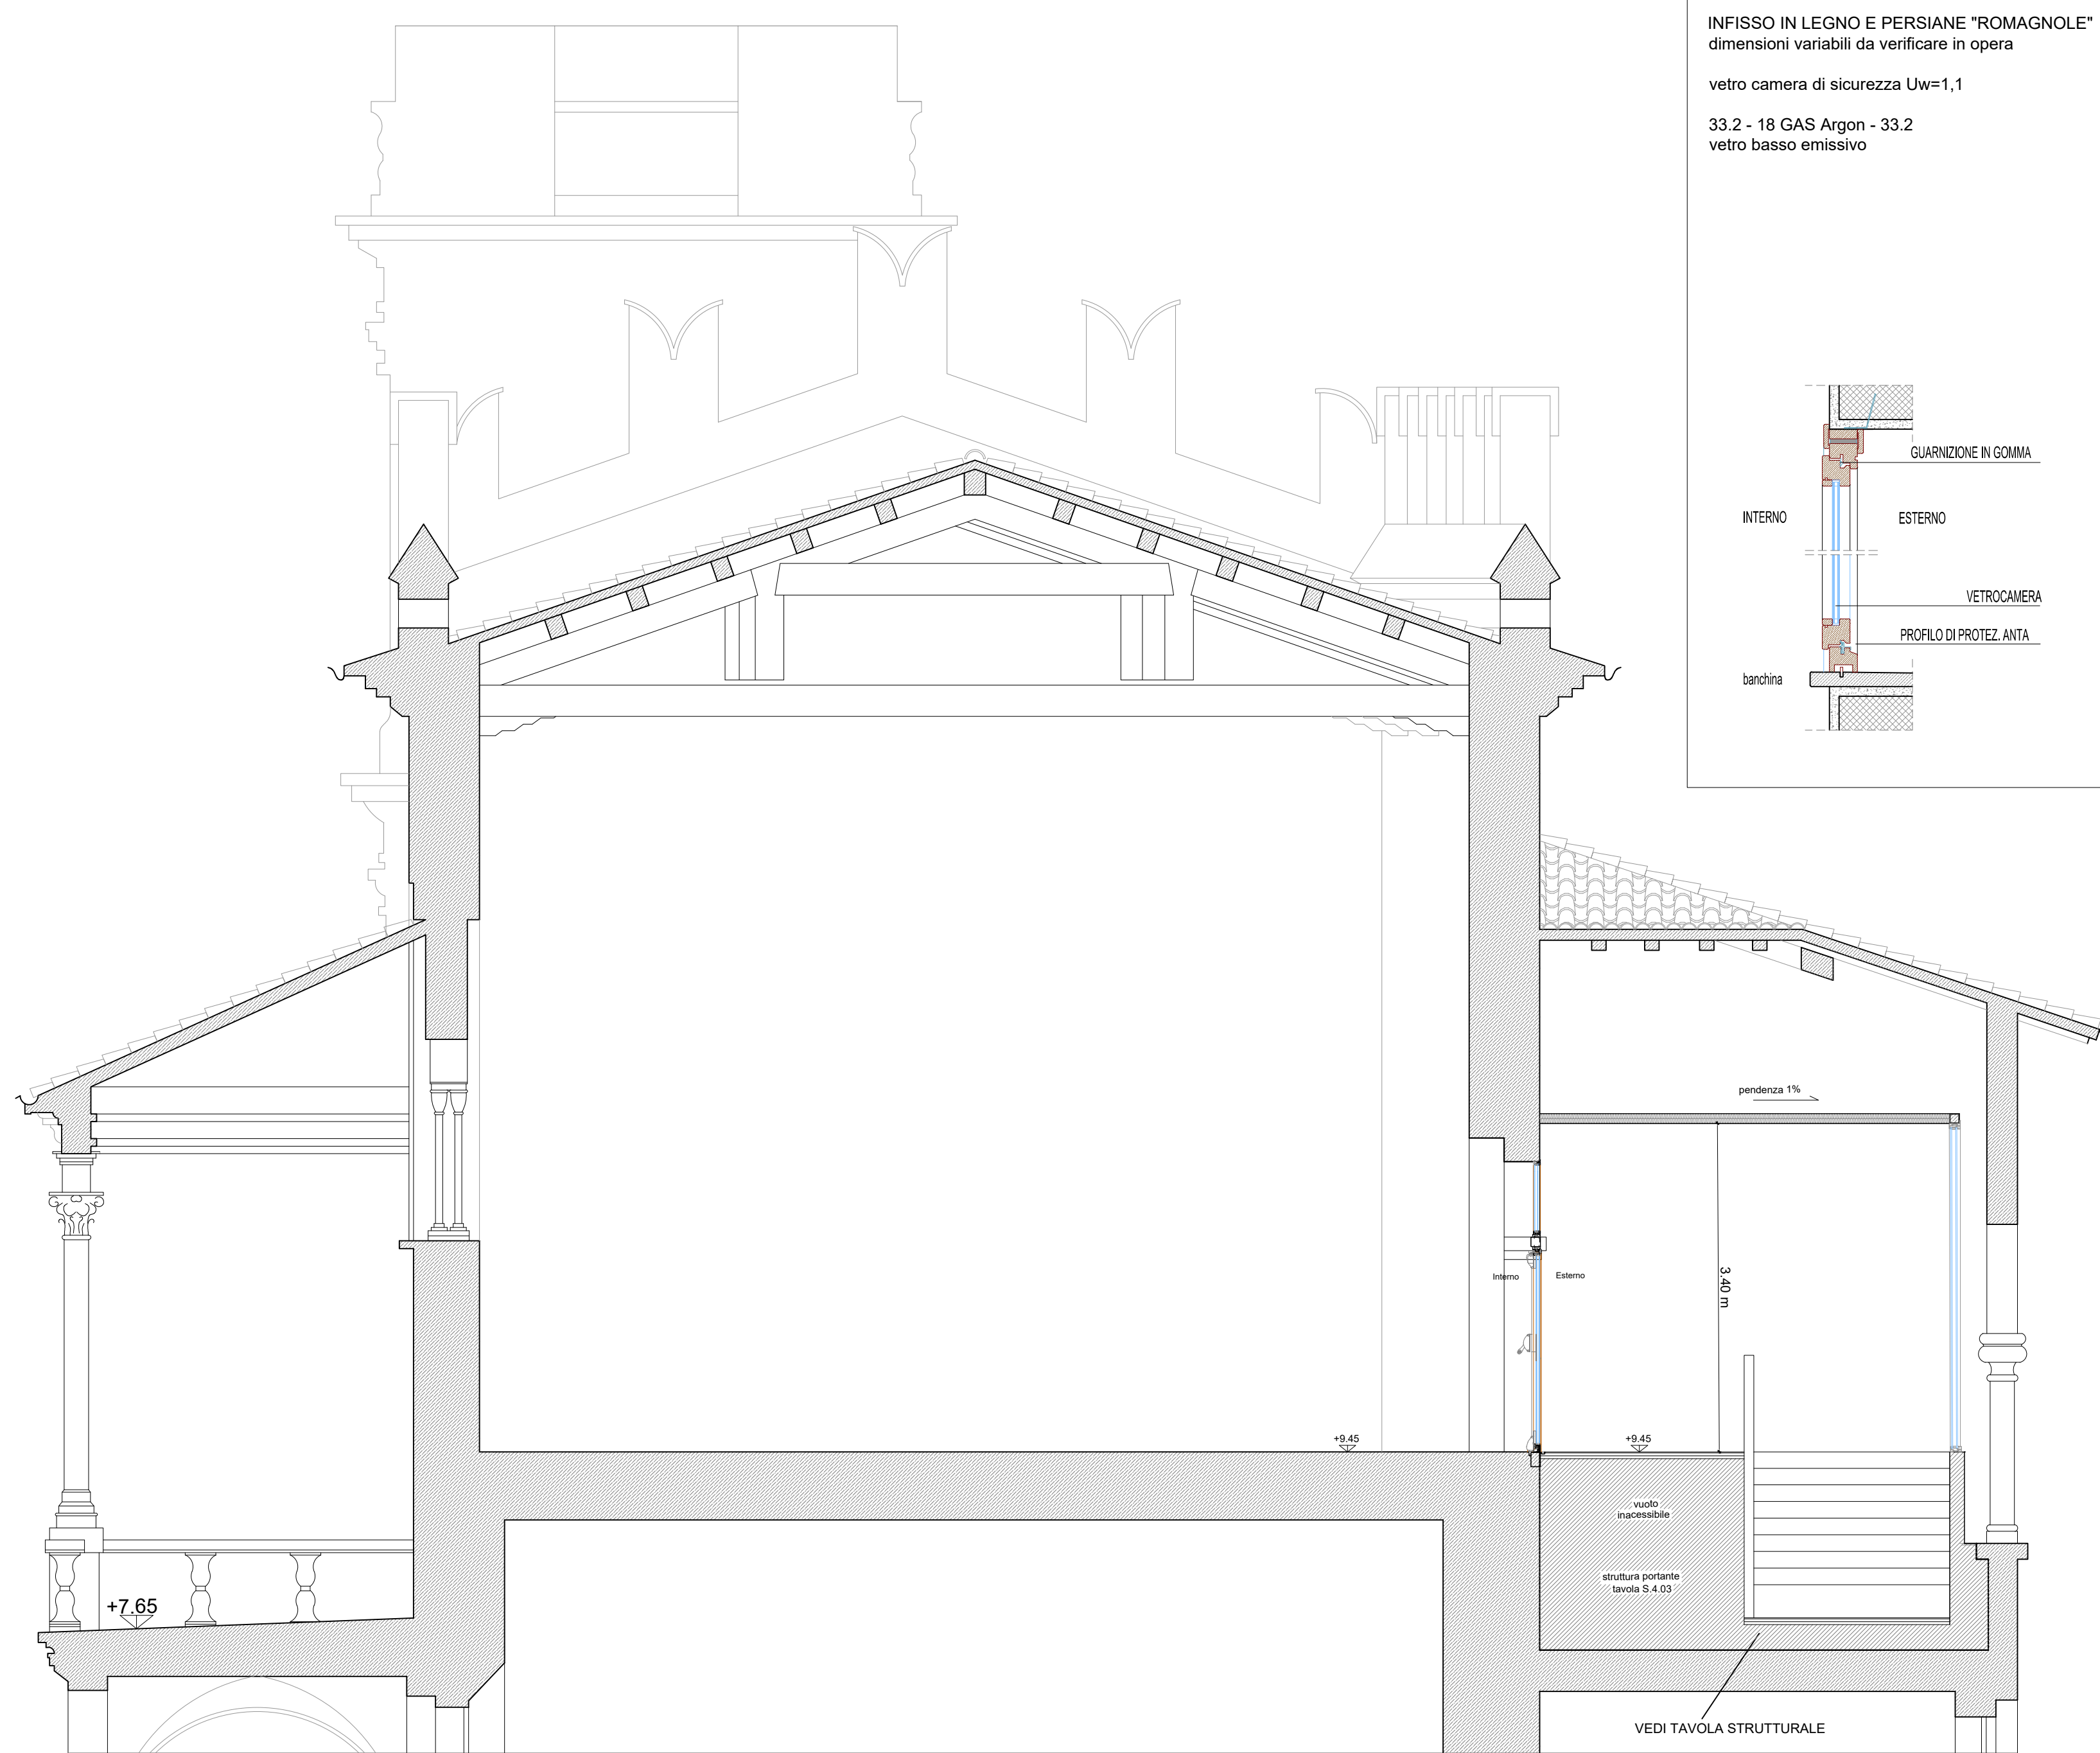 INFISSO IN LEGNO E PERSIANE "ROMAGNOLE"
dimensioni variabili da verificare in opera
vetro camera di sicurezza Uw=1,1
33.2 - 18 GAS Argon - 33.2
vetro basso emissivo
GUARNIZIONE IN GOMMA
INTERNO
ESTERNO
VETROCAMERA
PROFILO DI PROTEZ. ANTA
banchina
pendenza 1%
3.40 m
Interno
Esterno
+9.45
+9.45
vuoto
inacessibile
struttura portante
tavola S.4.03
+7.65
VEDI TAVOLA STRUTTURALE